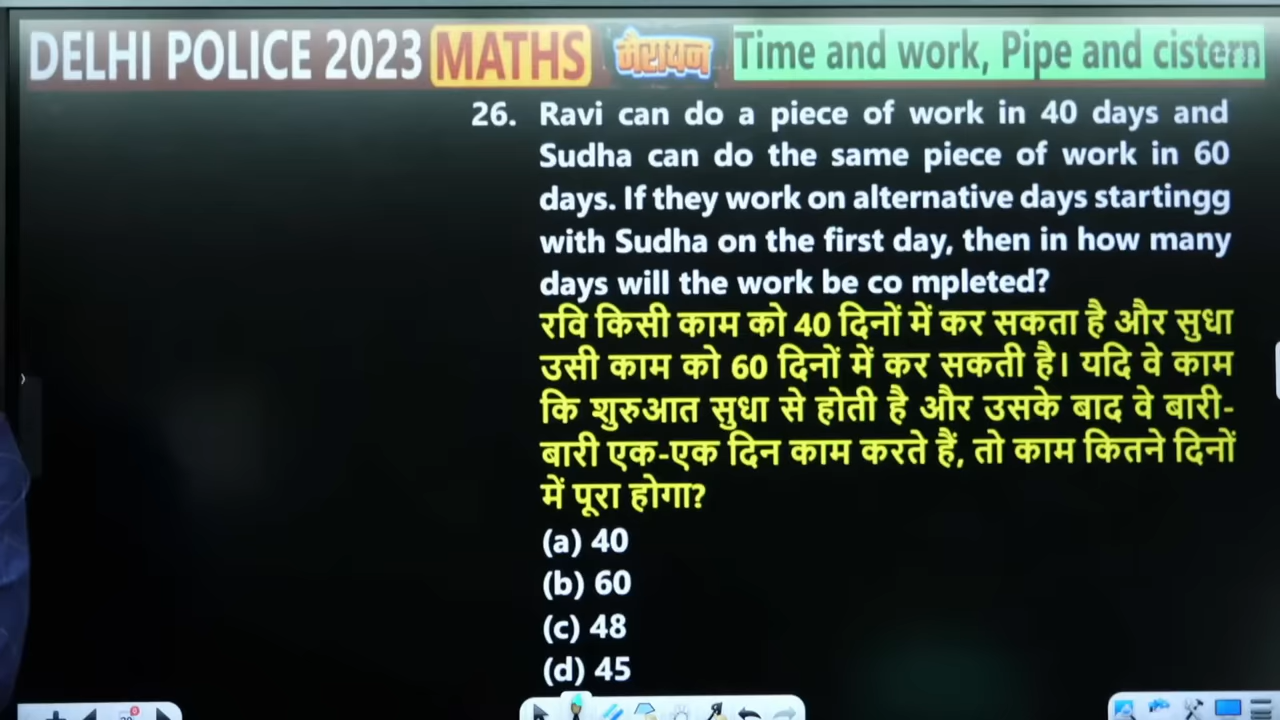 DELHI POLICE 2023 MATHS मैराथन Time and work, Pipe and cistern
26. Ravi can do a piece of work in 40 days and
Sudha can do the same piece of work in 60
days. If they work on alternative days startingg
with Sudha on the first day, then in how many
days will the work be co mpleted?
रवि किसी काम को 40 दिनों में कर सकता है और सुधा
उसी काम को 60 दिनों में कर सकती है। यदि वे काम
कि शुरुआत सुधा से होती है और उसके बाद वे बारी-
बारी एक-एक दिन काम करते हैं, तो काम कितने दिनों
में पूरा होगा?
(a) 40
(b) 60
(c) 48
(d) 45